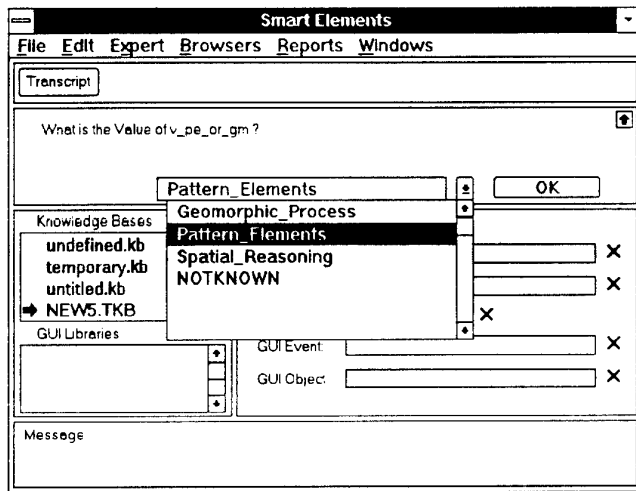 Smart Elements
File Edit Expert Browsers Reports Windows
Transcript
What is the Value of v_pe_or_gm ?
Pattern_Elements
OK
Geomorphic_Process
Pattern_Elements
Spatial_Reasoning
NOTKNOWN
Knowledge Bases
undefined.kb
temporary.kb
untitled.kb
NEW5.TKB
GUI Libraries
GUI Event:
GUI Object:
Message